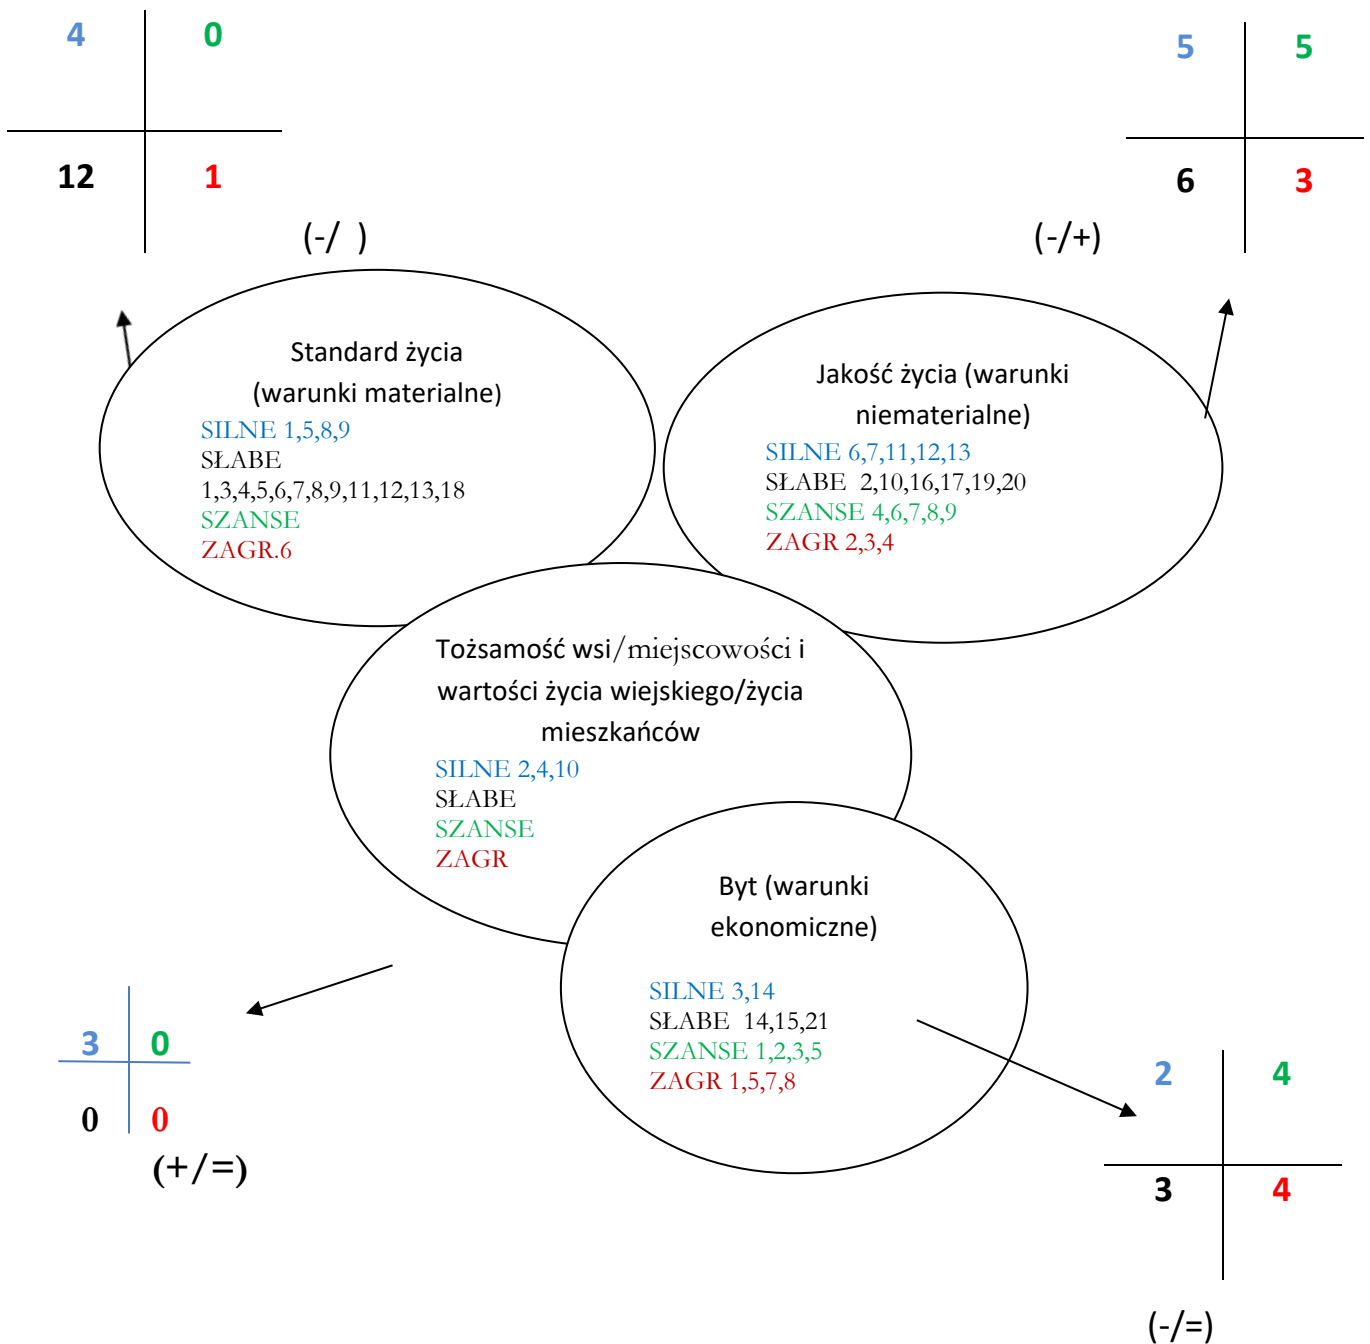 4 0
12 1
(-/ )
5 5
6 3
(-/+)
Standard życia
(warunki materialne)
SILNE 1,5,8,9
SŁABE
1,3,4,5,6,7,8,9,11,12,13,18
SZANSE
ZAGR.6
Jakość życia (warunki
niematerialne)
SILNE 6,7,11,12,13
SŁABE 2,10,16,17,19,20
SZANSE 4,6,7,8,9
ZAGR 2,3,4
Tożsamość wsi/miejscowości i
wartości życia wiejskiego/życia
mieszkańców
SILNE 2,4,10
SŁABE
SZANSE
ZAGR
Byt (warunki
ekonomiczne)
SILNE 3,14
SŁABE 14,15,21
SZANSE 1,2,3,5
ZAGR 1,5,7,8
3 0
0 0
(+/=)
2 4
3 4
(-/=)